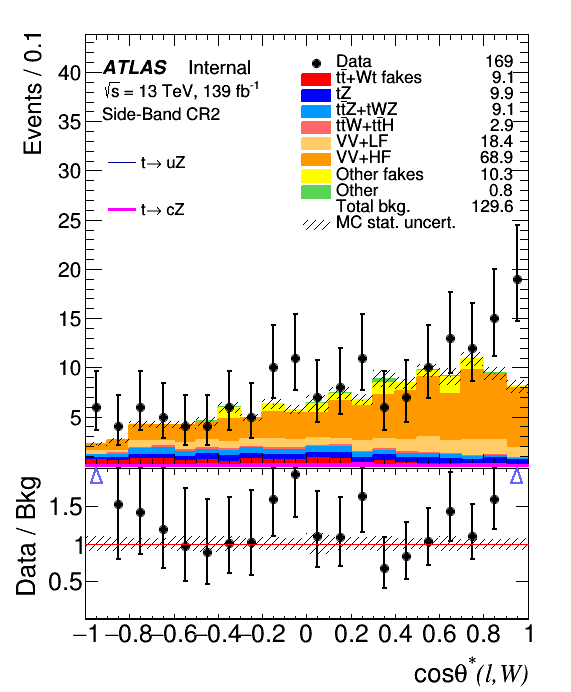 Events / 0.1
40
35
30
25
20
15
10
5
ATLAS Internal
√s = 13 TeV, 139 fb⁻¹
Side-Band CR2
t→ uZ
t→ cZ
Data 169
tt̄+Wt fakes 9.1
tZ 9.9
tt̄Z+tWZ 9.1
tt̄W+tt̄H 2.9
VV+LF 18.4
VV+HF 68.9
Other fakes 10.3
Other 0.8
Total bkg. 129.6
MC stat. uncert.
Data / Bkg
1.5
1
0.5
−1 −0.8 −0.6 −0.4 −0.2 0 0.2 0.4 0.6 0.8 1
cosθ*(l,W)